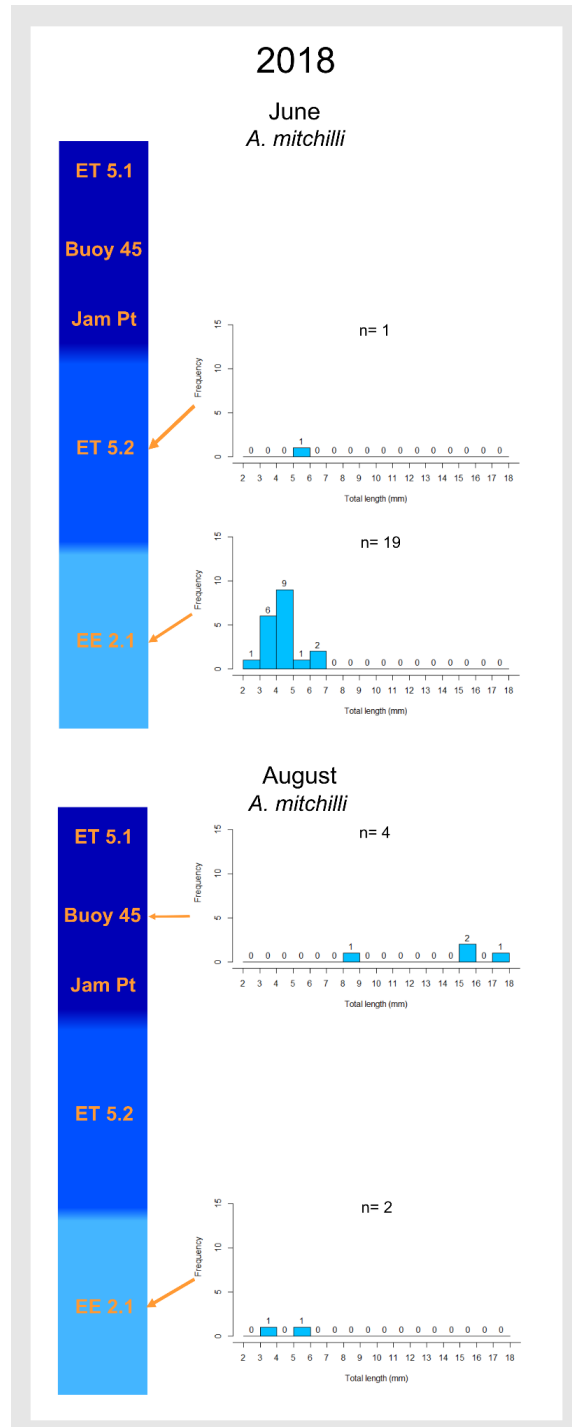 2018
June
A. mitchilli
ET 5.1
Buoy 45
Jam Pt
ET 5.2
EE 2.1
n= 1
Frequency
15
10
5
0
0 0 0 1 0 0 0 0 0 0 0 0 0 0 0 0
2 3 4 5 6 7 8 9 10 11 12 13 14 15 16 17 18
Total length (mm)
n= 19
Frequency
15
10
5
0
1 6 9 1 2 0 0 0 0 0 0 0 0 0 0 0
2 3 4 5 6 7 8 9 10 11 12 13 14 15 16 17 18
Total length (mm)
August
A. mitchilli
ET 5.1
Buoy 45
Jam Pt
ET 5.2
EE 2.1
n= 4
Frequency
15
10
5
0
0 0 0 0 0 0 1 0 0 0 0 0 0 2 0 1
2 3 4 5 6 7 8 9 10 11 12 13 14 15 16 17 18
Total length (mm)
n= 2
Frequency
15
10
5
0
0 1 0 1 0 0 0 0 0 0 0 0 0 0 0 0
2 3 4 5 6 7 8 9 10 11 12 13 14 15 16 17 18
Total length (mm)